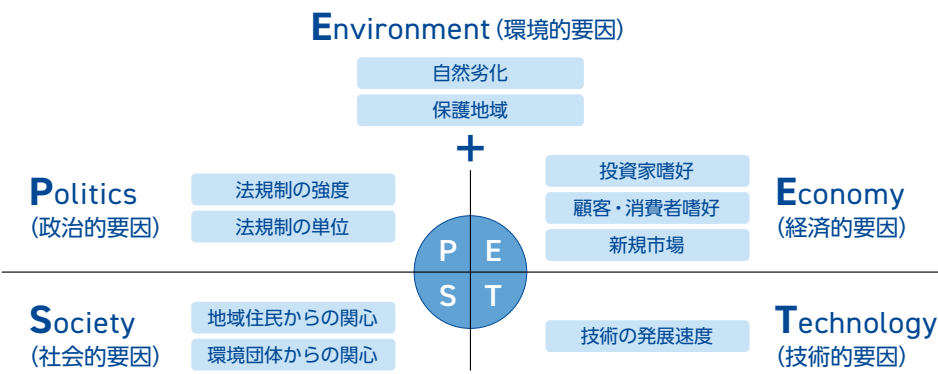 Environment (環境的要因)
自然劣化
保護地域
+
Politics
(政治的要因)
法規制の強度
法規制の単位
投資家嗜好
顧客・消費者嗜好
新規市場
Economy
(経済的要因)
P E
S T
Society
(社会的要因)
地域住民からの関心
環境団体からの関心
技術の発展速度
Technology
(技術的要因)